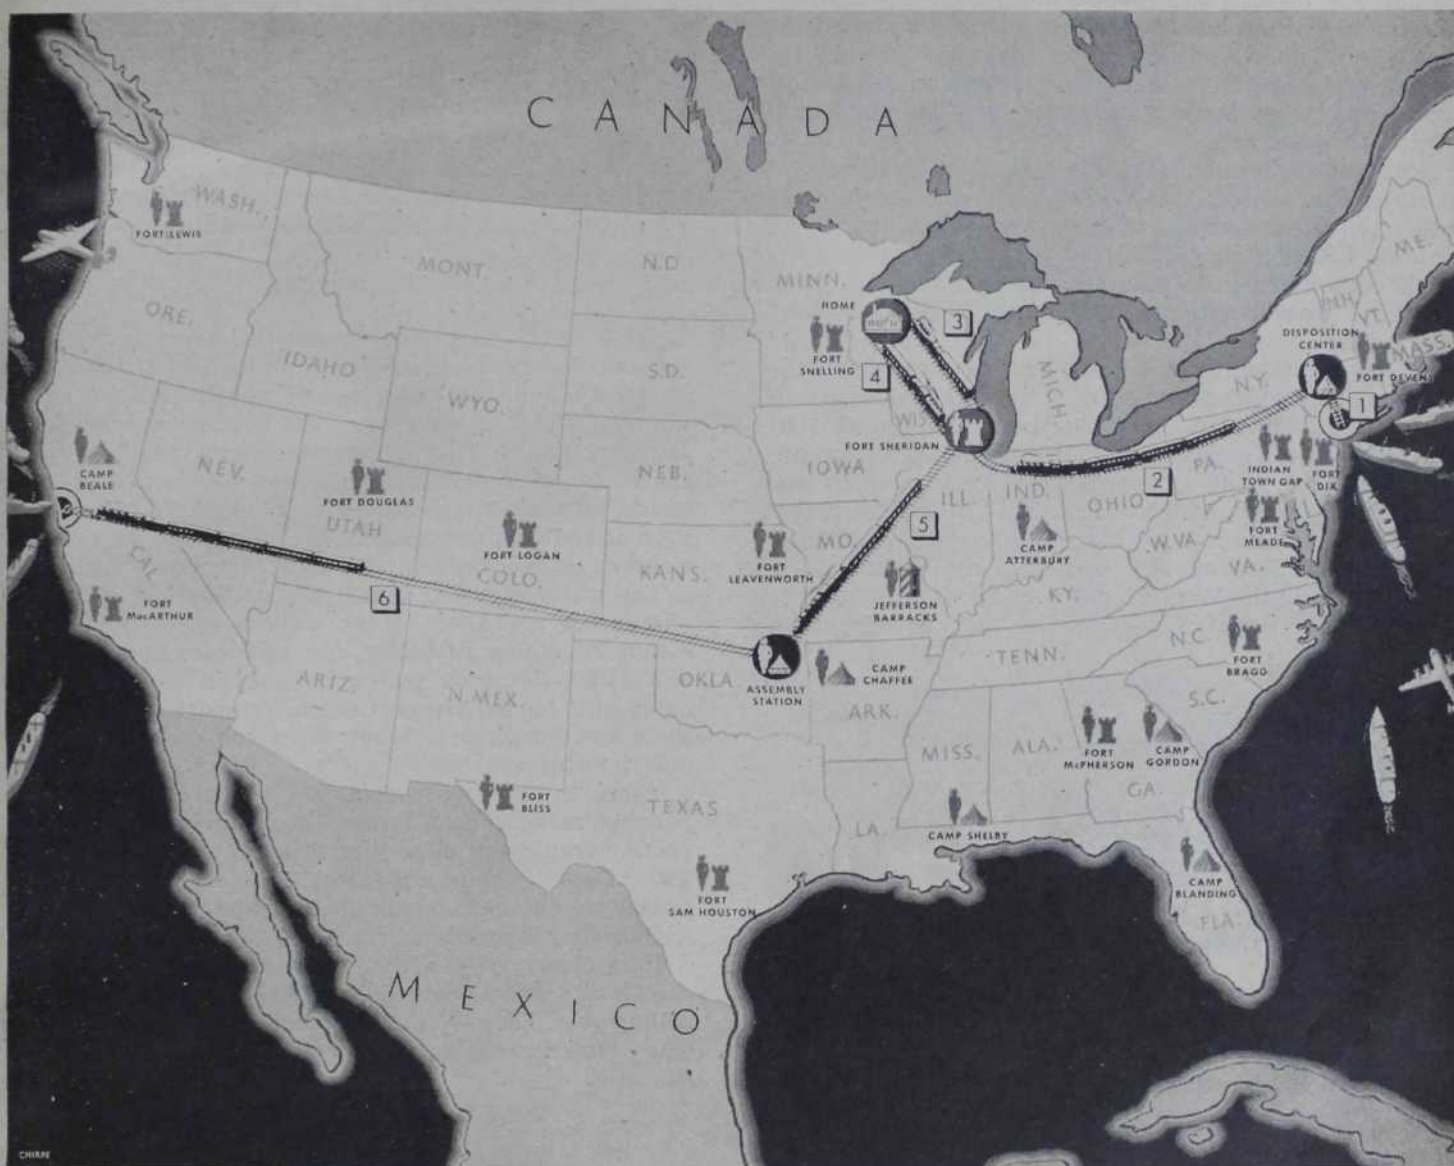 CANADA
WASH.
FORT LEWIS
MONT.
N.D.
MINN.
ME.
ORE.
HOME
3
N.H.
VT.
DISPOSITION
CENTER
MASS.
IDAHO
S.D.
FORT
SNELLING
4
MICH.
N.Y.
FORT DEVENS
1
WYO.
WIS.
FORT SHERIDAN
CAMP
BEALE
NEV.
FORT DOUGLAS
UTAH
NEB.
IOWA
ILL.
IND.
OHIO
2
PA.
INDIAN
TOWN GAP
FORT
DIX
FORT LOGAN
COLO.
5
CAMP
ATTERBURY
W.VA.
FORT
MEADE
CAL.
KANS.
FORT
LEAVENWORTH
MO.
JEFFERSON
BARRACKS
KY.
VA.
FORT
MacARTHUR
6
ARIZ.
N.MEX.
OKLA.
ASSEMBLY
STATION
CAMP
CHAFFEE
TENN.
N.C.
FORT
BRAGG
ARK.
S.C.
MISS.
ALA.
FORT
McPHERSON
CAMP
GORDON
FORT
BLISS
TEXAS
LA.
GA.
CAMP SHELBY
FORT
SAM HOUSTON
CAMP
BLANDING
FLA.
MEXICO